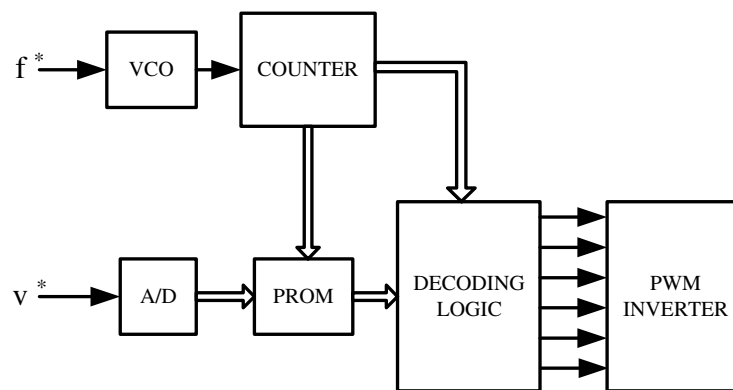 f *
VCO
COUNTER
v *
A/D
PROM
DECODING
LOGIC
PWM
INVERTER